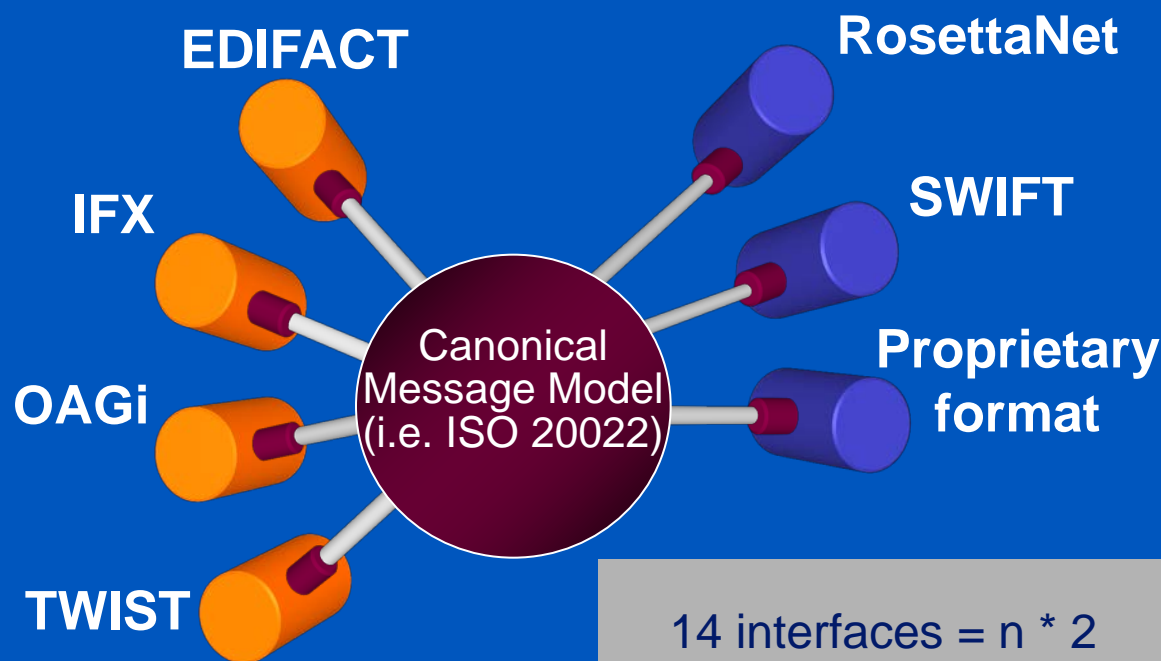 EDIFACT
RosettaNet
IFX
SWIFT
Canonical
Message Model
(i.e. ISO 20022)
Proprietary
format
OAGi
TWIST
14 interfaces = n * 2